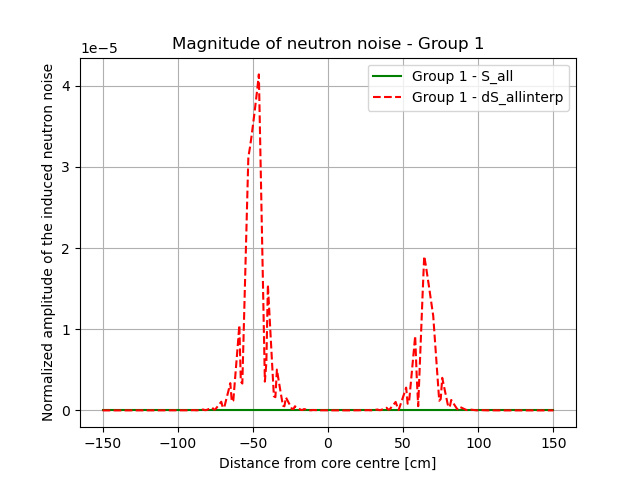 Magnitude of neutron noise - Group 1
1e−5
Group 1 - S_all
Group 1 - dS_allinterp
4
3
2
1
0
Normalized amplitude of the induced neutron noise
−150 −100 −50 0 50 100 150
Distance from core centre [cm]